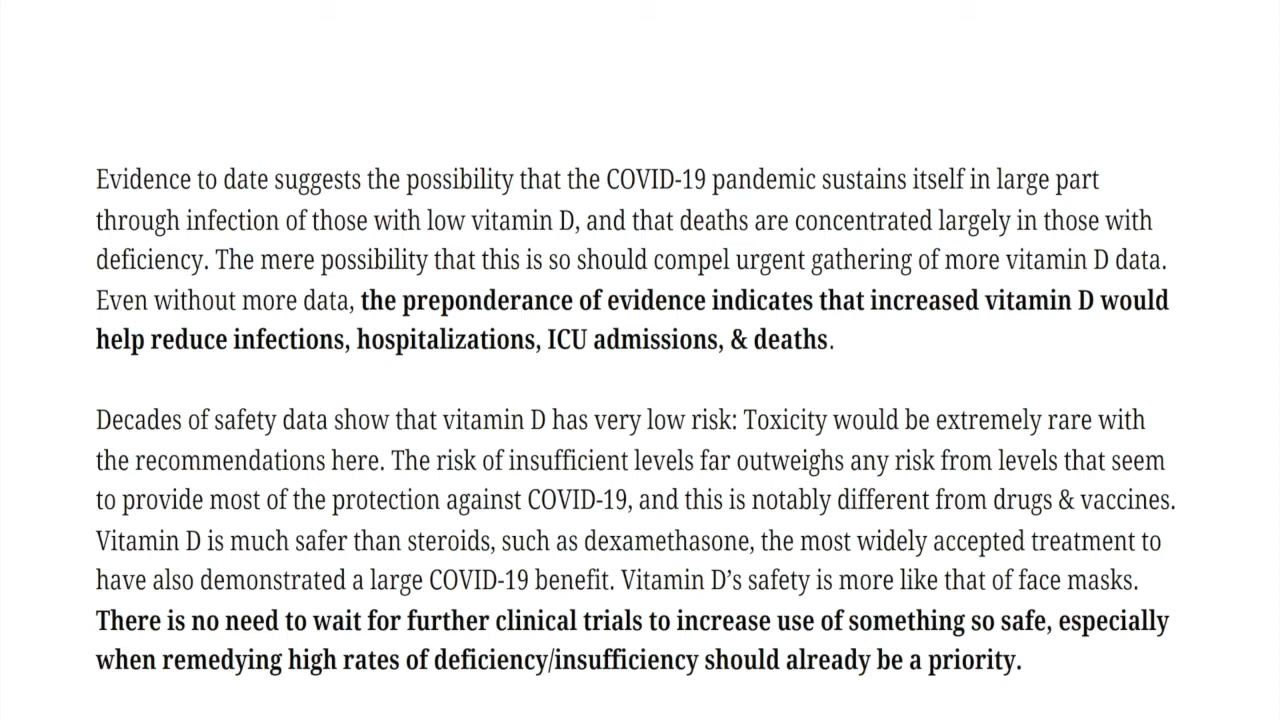 Evidence to date suggests the possibility that the COVID-19 pandemic sustains itself in large part
through infection of those with low vitamin D, and that deaths are concentrated largely in those with
deficiency. The mere possibility that this is so should compel urgent gathering of more vitamin D data.
Even without more data, the preponderance of evidence indicates that increased vitamin D would
help reduce infections, hospitalizations, ICU admissions, & deaths.
Decades of safety data show that vitamin D has very low risk: Toxicity would be extremely rare with
the recommendations here. The risk of insufficient levels far outweighs any risk from levels that seem
to provide most of the protection against COVID-19, and this is notably different from drugs & vaccines.
Vitamin D is much safer than steroids, such as dexamethasone, the most widely accepted treatment to
have also demonstrated a large COVID-19 benefit. Vitamin D’s safety is more like that of face masks.
There is no need to wait for further clinical trials to increase use of something so safe, especially
when remedying high rates of deficiency/insufficiency should already be a priority.